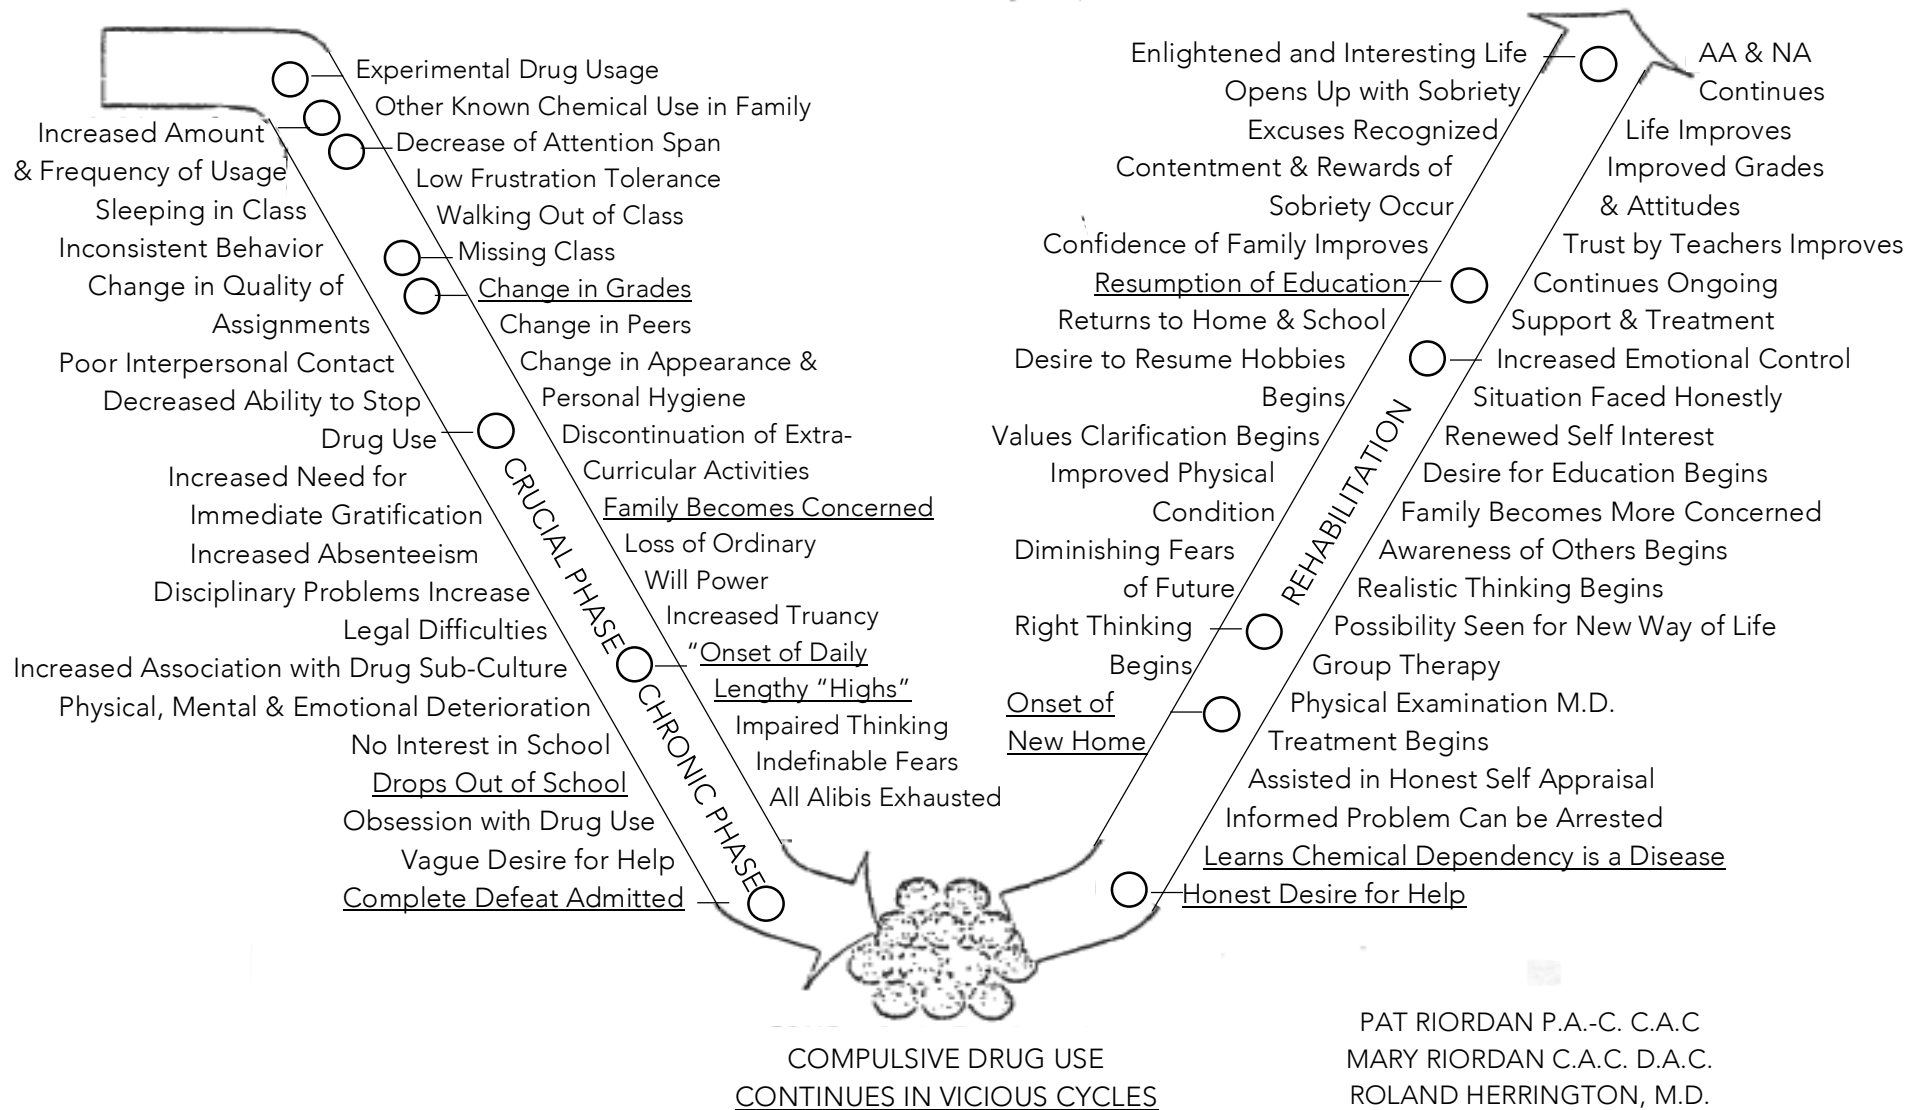 Experimental Drug Usage
Other Known Chemical Use in Family
Decrease of Attention Span
Low Frustration Tolerance
Walking Out of Class
Missing Class
Change in Grades
Change in Peers
Change in Appearance &
Personal Hygiene
Discontinuation of Extra-
Curricular Activities
Family Becomes Concerned
Loss of Ordinary
Will Power
Increased Truancy
"Onset of Daily
Lengthy "Highs"
Impaired Thinking
Indefinable Fears
All Alibis Exhausted
Increased Amount
& Frequency of Usage
Sleeping in Class
Inconsistent Behavior
Change in Quality of
Assignments
Poor Interpersonal Contact
Decreased Ability to Stop
Drug Use
Increased Need for
Immediate Gratification
Increased Absenteeism
Disciplinary Problems Increase
Legal Difficulties
Increased Association with Drug Sub-Culture
Physical, Mental & Emotional Deterioration
No Interest in School
Drops Out of School
Obsession with Drug Use
Vague Desire for Help
Complete Defeat Admitted
CRUCIAL PHASE
CHRONIC PHASE
Enlightened and Interesting Life
Opens Up with Sobriety
Excuses Recognized
Contentment & Rewards of
Sobriety Occur
Confidence of Family Improves
Resumption of Education
Returns to Home & School
Desire to Resume Hobbies
Begins
Values Clarification Begins
Improved Physical
Condition
Diminishing Fears
of Future
Right Thinking
Begins
Onset of
New Home
REHABILITATION
AA & NA
Continues
Life Improves
Improved Grades
& Attitudes
Trust by Teachers Improves
Continues Ongoing
Support & Treatment
Increased Emotional Control
Situation Faced Honestly
Renewed Self Interest
Desire for Education Begins
Family Becomes More Concerned
Awareness of Others Begins
Realistic Thinking Begins
Possibility Seen for New Way of Life
Group Therapy
Physical Examination M.D.
Treatment Begins
Assisted in Honest Self Appraisal
Informed Problem Can be Arrested
Learns Chemical Dependency is a Disease
Honest Desire for Help
COMPULSIVE DRUG USE
CONTINUES IN VICIOUS CYCLES
PAT RIORDAN P.A.-C. C.A.C
MARY RIORDAN C.A.C. D.A.C.
ROLAND HERRINGTON, M.D.